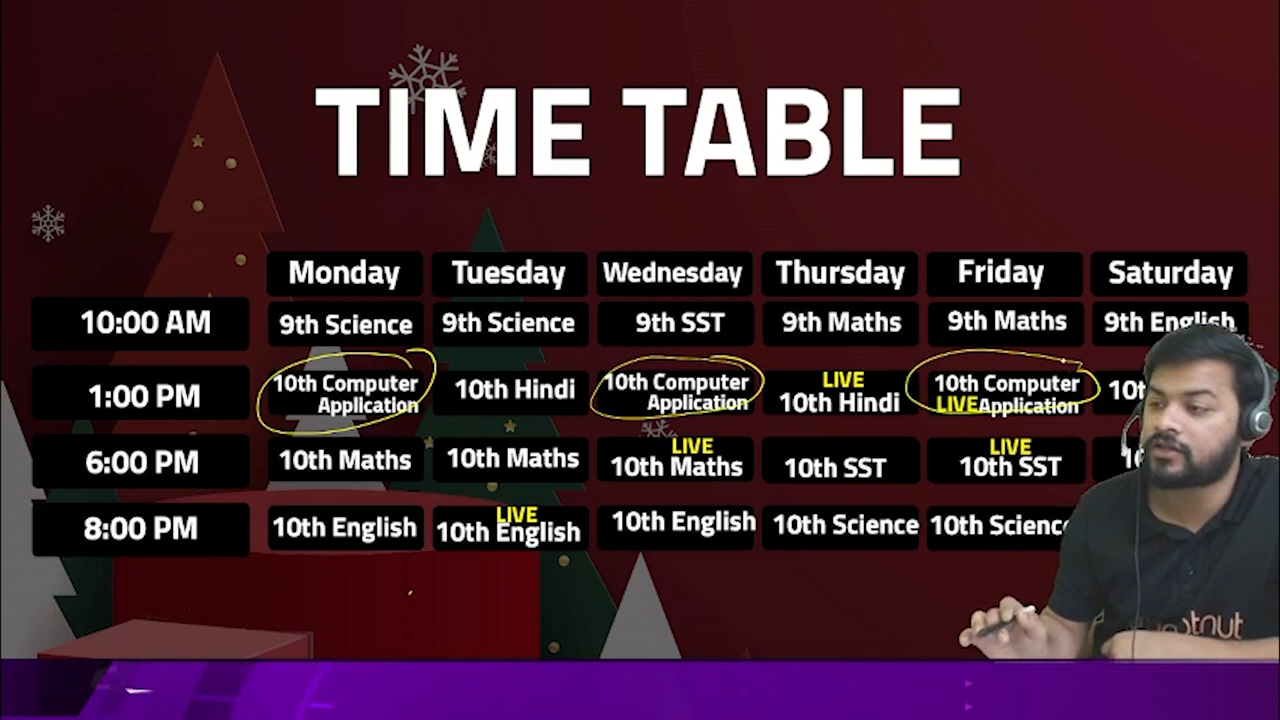 TIME TABLE
Monday Tuesday Wednesday Thursday Friday Saturday
10:00 AM 9th Science 9th Science 9th SST 9th Maths 9th Maths 9th English
1:00 PM 10th Computer Application 10th Hindi 10th Computer Application LIVE 10th Hindi 10th Computer LIVE Application
6:00 PM 10th Maths 10th Maths LIVE 10th Maths 10th SST LIVE 10th SST
8:00 PM 10th English LIVE 10th English 10th English 10th Science 10th Science